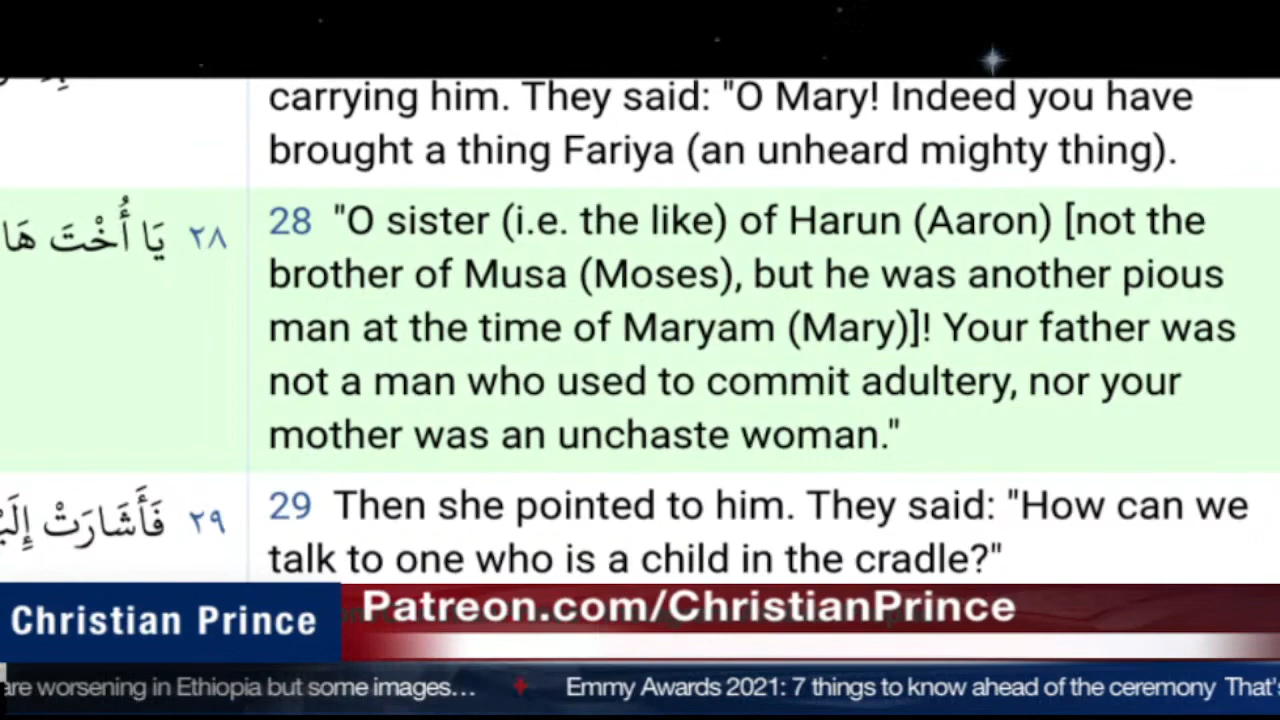 carrying him. They said: "O Mary! Indeed you have
brought a thing Fariya (an unheard mighty thing).
يَا أُخْتَ هَا ٢٨
28 "O sister (i.e. the like) of Harun (Aaron) [not the
brother of Musa (Moses), but he was another pious
man at the time of Maryam (Mary)]! Your father was
not a man who used to commit adultery, nor your
mother was an unchaste woman."
فَأَشَارَتْ ٢٩
29 Then she pointed to him. They said: "How can we
talk to one who is a child in the cradle?"
Christian Prince
Patreon.com/ChristianPrince
are worsening in Ethiopia but some images... Emmy Awards 2021: 7 things to know ahead of the ceremony That's